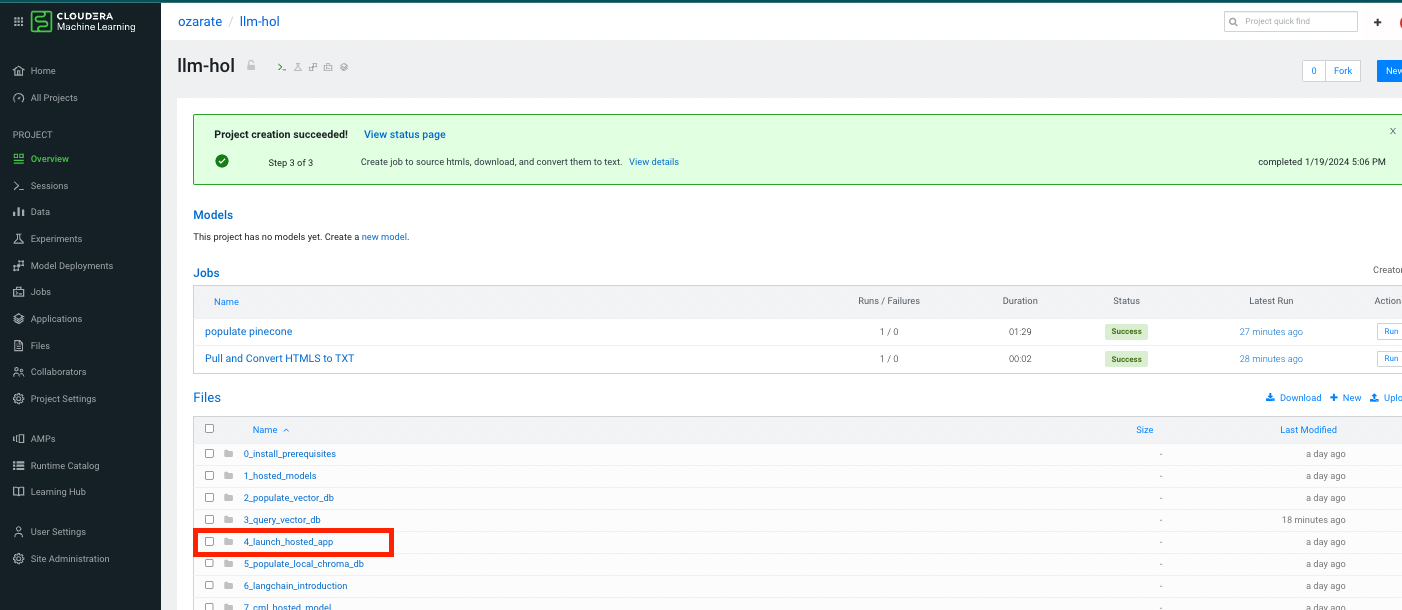 CLOUDERA
Machine Learning
ozarate / llm-hol
Project quick find
Home
All Projects
PROJECT
Overview
Sessions
Data
Experiments
Model Deployments
Jobs
Applications
Files
Collaborators
Project Settings
AMPs
Runtime Catalog
Learning Hub
User Settings
Site Administration
llm-hol
0 Fork New
Project creation succeeded! View status page X
Step 3 of 3 Create job to source htmls, download, and convert them to text. View details completed 1/19/2024 5:06 PM
Models
This project has no models yet. Create a new model.
Jobs
Creator
Name Runs / Failures Duration Status Latest Run Action
populate pinecone 1 / 0 01:29 Success 27 minutes ago Run
Pull and Convert HTMLS to TXT 1 / 0 00:02 Success 28 minutes ago Run
Files
Download New Uplo
Name Size Last Modified
0_install_prerequisites - a day ago
1_hosted_models - a day ago
2_populate_vector_db - a day ago
3_query_vector_db - 18 minutes ago
4_launch_hosted_app - a day ago
5_populate_local_chroma_db - a day ago
6_langchain_introduction - a day ago
7_cml_hosted_model - a day ago